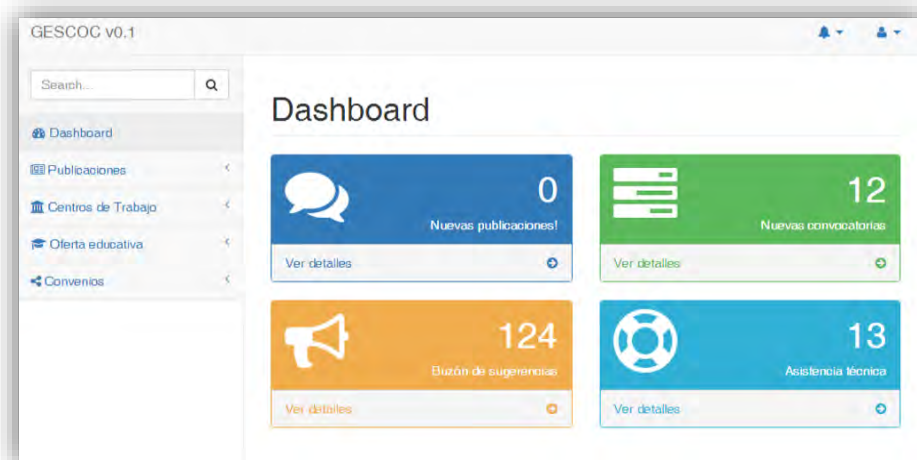 GESCOC v0.1
Search...
Dashboard
Publicaciones
Centros de Trabajo
Oferta educativa
Convenios
Dashboard
0
Nuevas publicaciones!
Ver detalles
12
Nuevas convocatorias
Ver detalles
124
Buzón de sugerencias
Ver detalles
13
Asistencia técnica
Ver detalles